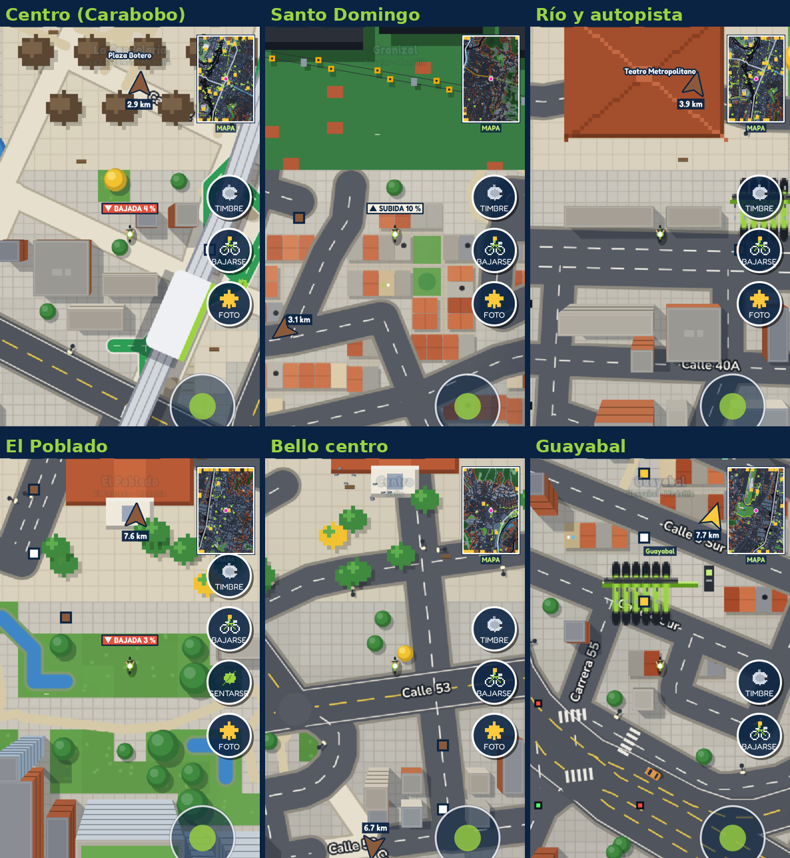 Centro (Carabobo)
Plaza Botero
2.9 km
MAPA
BAJADA 4 %
TIMBRE
BAJARSE
FOTO
Santo Domingo
Granizal
MAPA
SUBIDA 10 %
TIMBRE
BAJARSE
FOTO
3.1 km
Río y autopista
Teatro Metropolitano
3.9 km
MAPA
TIMBRE
BAJARSE
FOTO
Calle 40A
El Poblado
El Poblado
7.6 km
TIMBRE
BAJADA 3 %
BAJARSE
SENTARSE
FOTO
Bello centro
Centro
MAPA
TIMBRE
BAJARSE
Calle 53
FOTO
6.7 km
Calle
Guayabal
Guayabal
7.7 km
Calle Sur
Guayabal
MAPA
Sur
Carrera 55
TIMBRE
BAJARSE